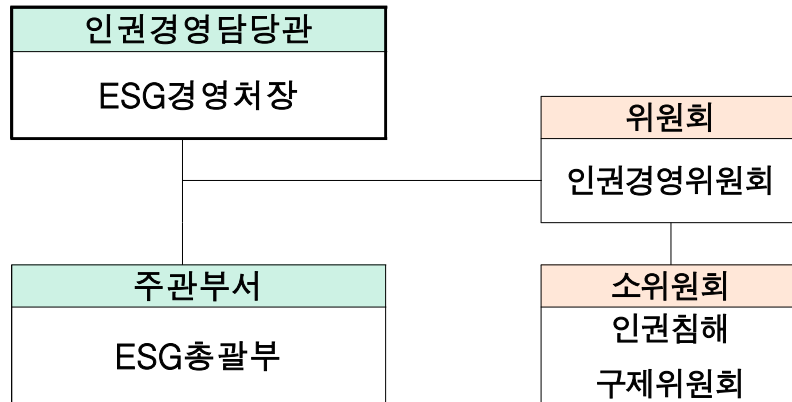 인권경영담당관
ESG경영처장
위원회
인권경영위원회
주관부서
ESG총괄부
소위원회
인권침해
구제위원회